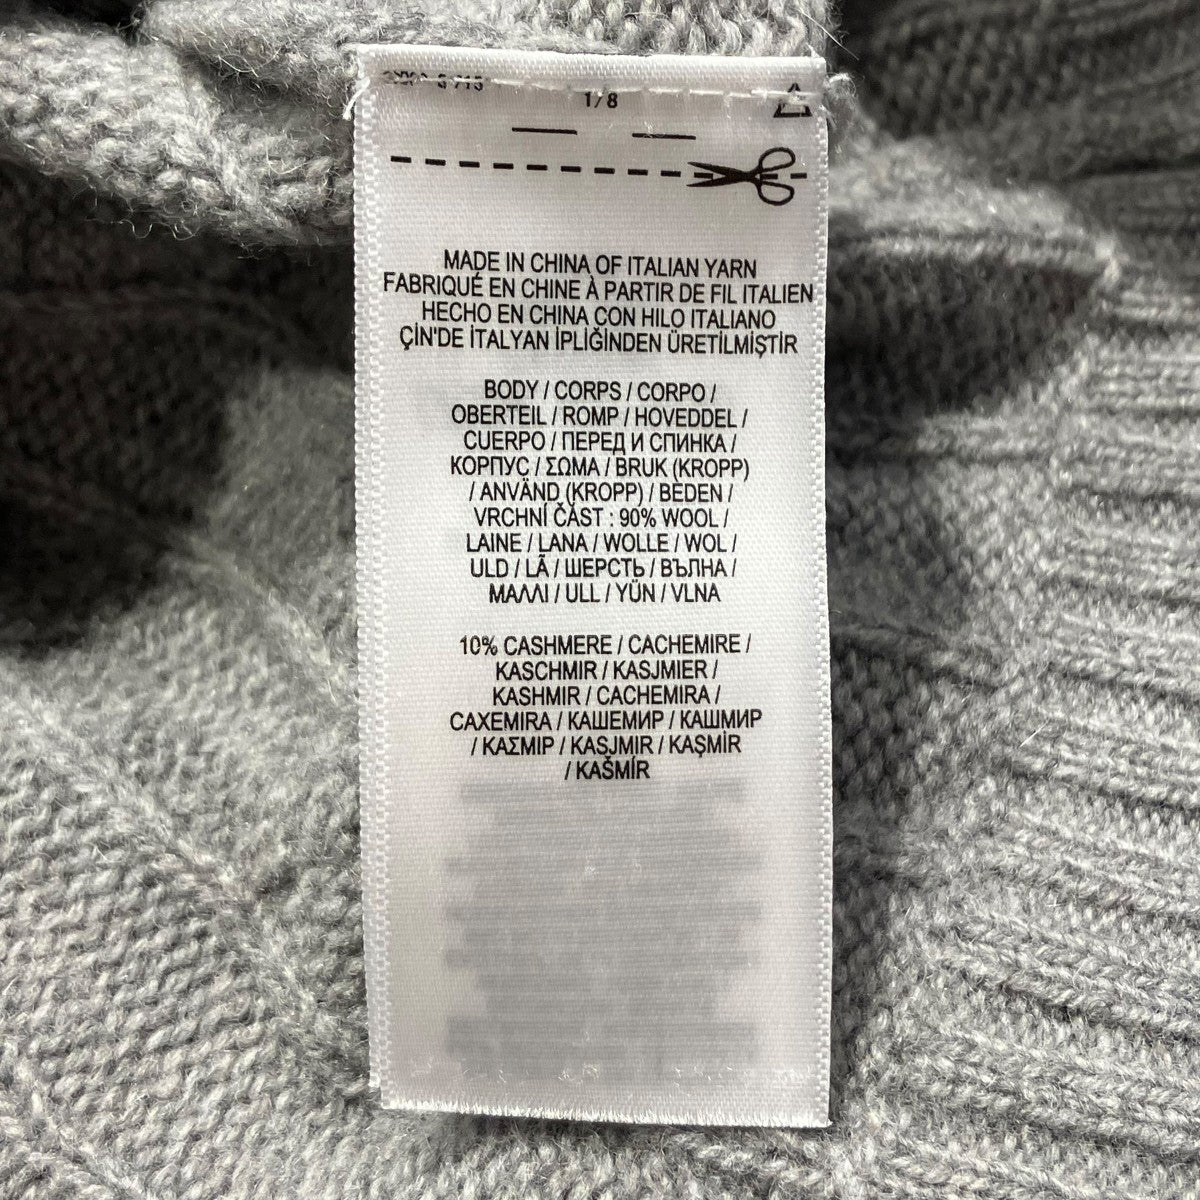 1/8
MADE IN CHINA OF ITALIAN YARN
FABRIQUÉ EN CHINE À PARTIR DE FIL ITALIEN
HECHO EN CHINA CON HILO ITALIANO
ÇİN'DE İTALYAN İPLİĞİNDEN ÜRETİLMİŞTİR
BODY / CORPS / CORPO /
OBERTEIL / ROMP / HOVEDDEL /
CUERPO / ПЕРЕД И СПИНКА /
КОРПУС / ΣΩΜΑ / BRUK (KROPP)
/ ANVÄND (KROPP) / BEDEN /
VRCHNÍ ČÁST : 90% WOOL /
LAINE / LANA / WOLLE / WOL /
ULD / LÃ / ШЕРСТЬ / ВЪЛНА /
ΜΑΛΛΙ / ULL / YÜN / VLNA
10% CASHMERE / CACHEMIRE /
KASCHMIR / KASJMIER /
KASHMIR / CACHEMIRA /
CAXEMIRA / КАШЕМИР / КАШМИР
/ ΚΑΣΜΙΡ / KASJMIR / KAŞMİR
/ KAŠMÍR